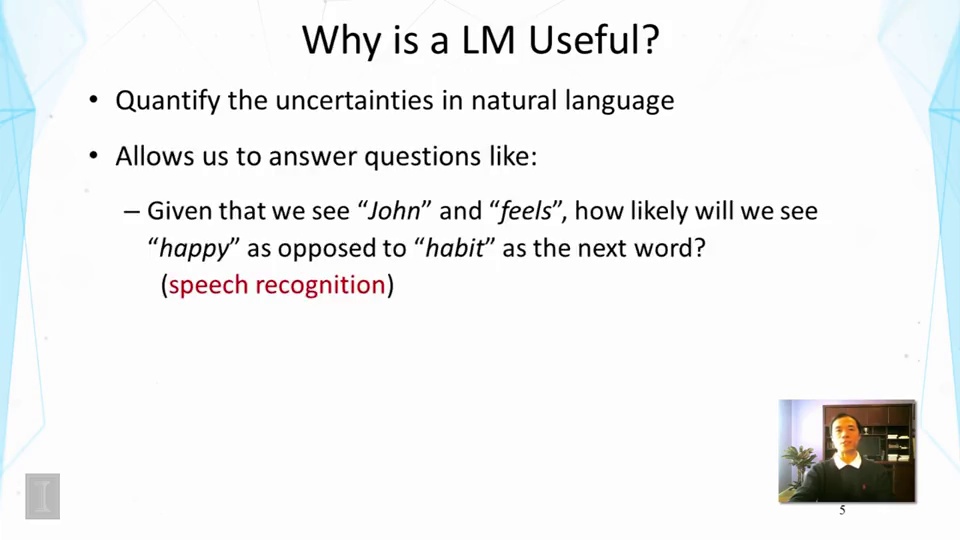 Why is a LM Useful?
• Quantify the uncertainties in natural language
• Allows us to answer questions like:
– Given that we see “John” and “feels”, how likely will we see
“happy” as opposed to “habit” as the next word?
(speech recognition)
I
5